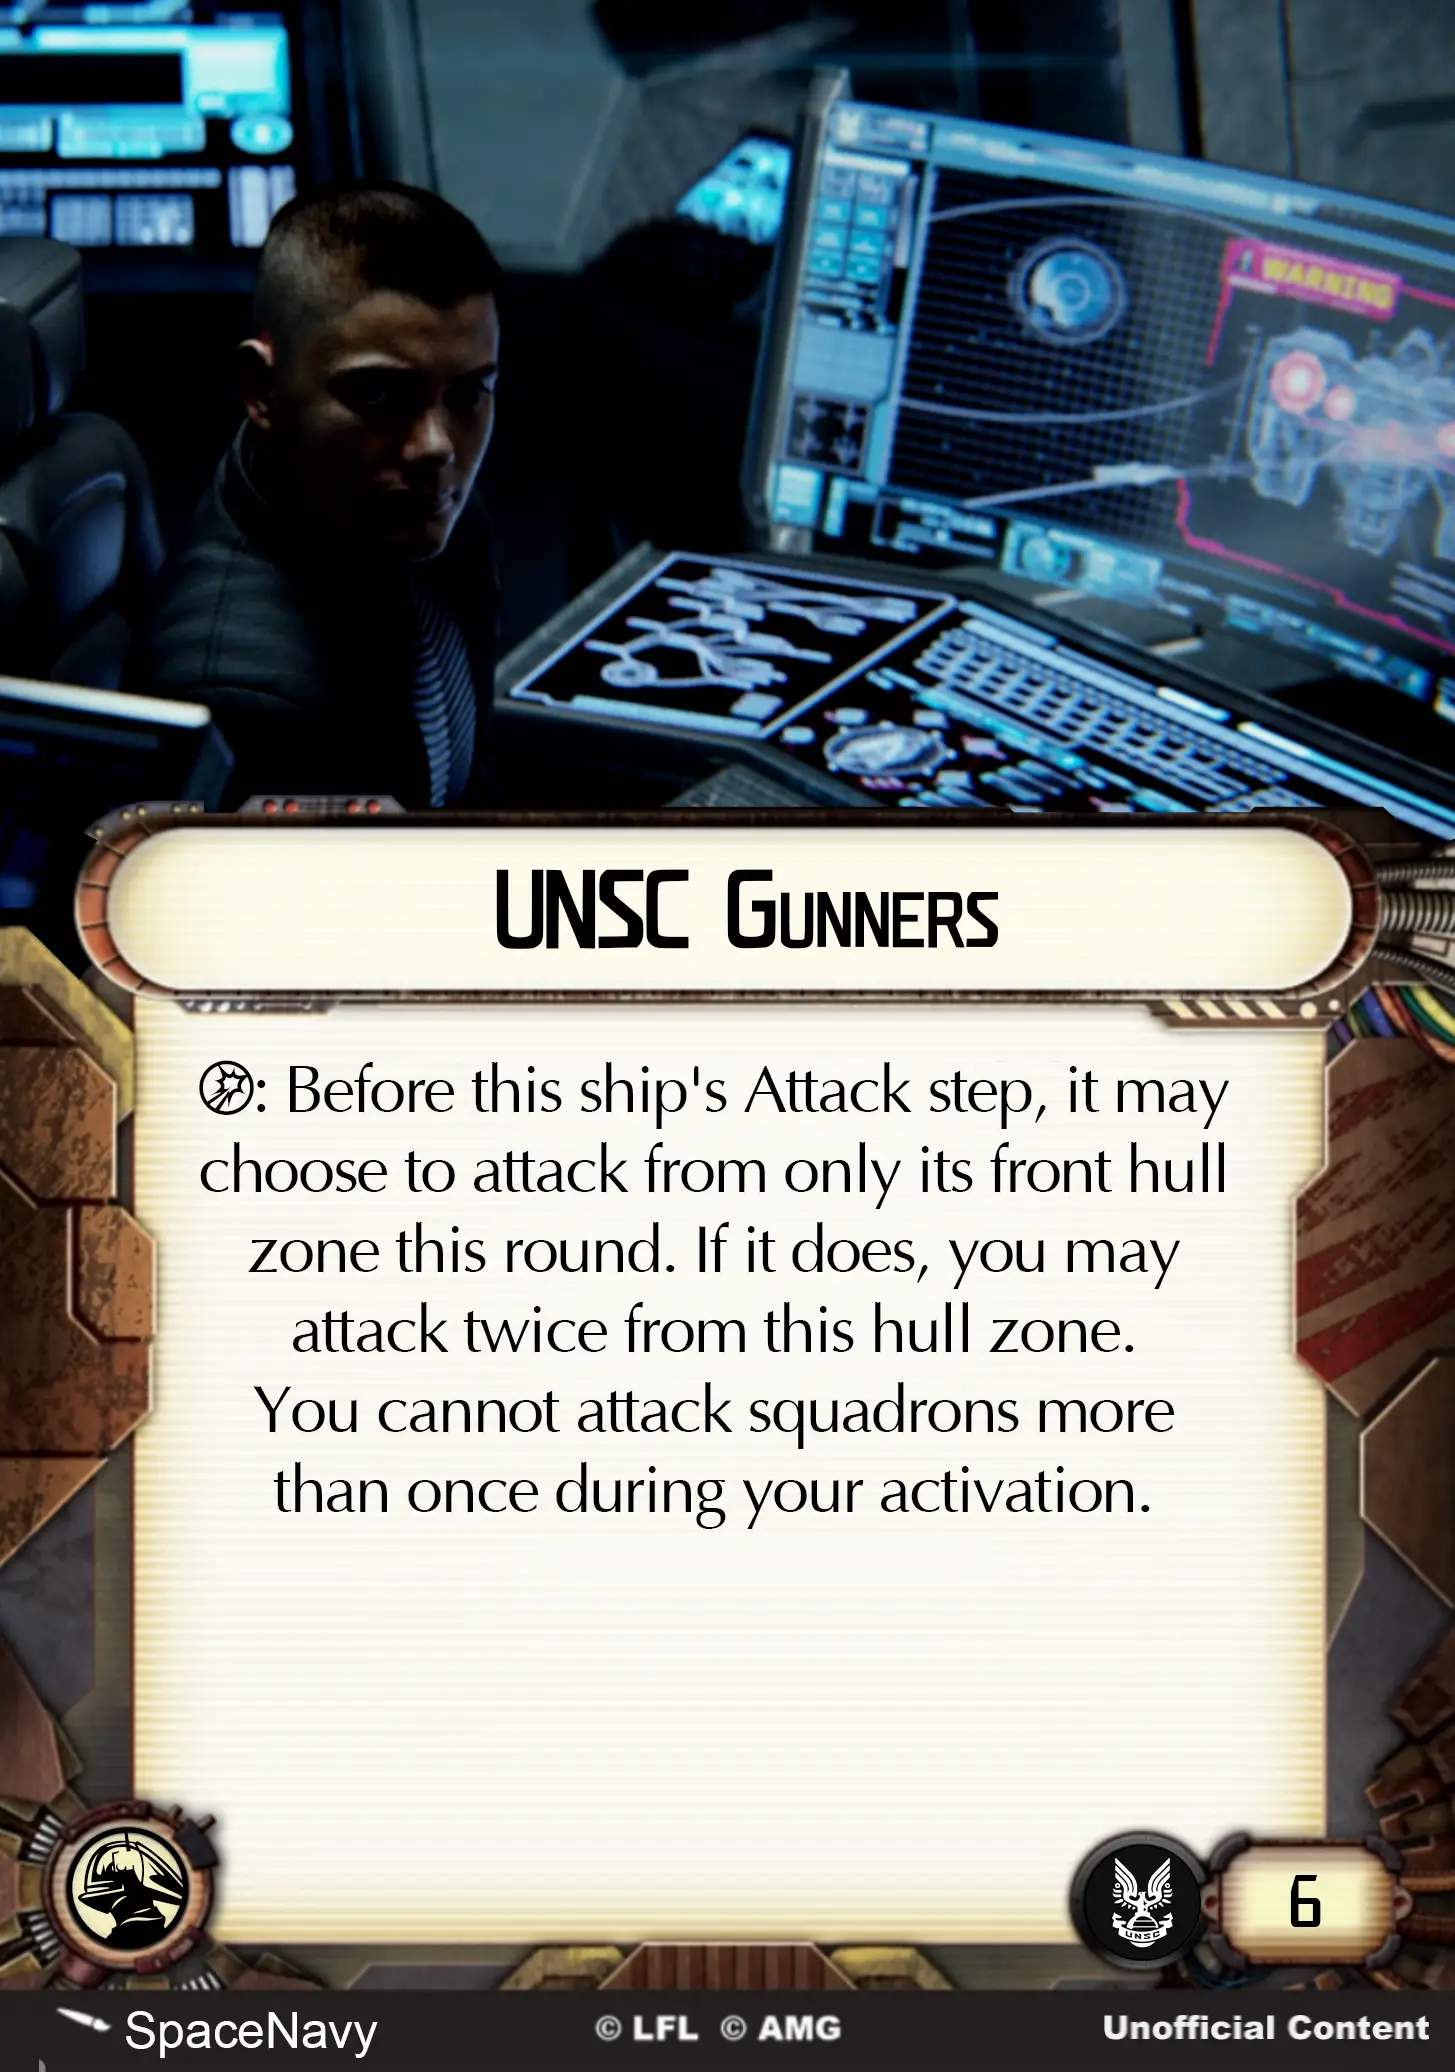 WARNING
UNSC GUNNERS
: Before this ship's Attack step, it may
choose to attack from only its front hull
zone this round. If it does, you may
attack twice from this hull zone.
You cannot attack squadrons more
than once during your activation.
UNSC
6
SpaceNavy
© LFL © AMG
Unofficial Content